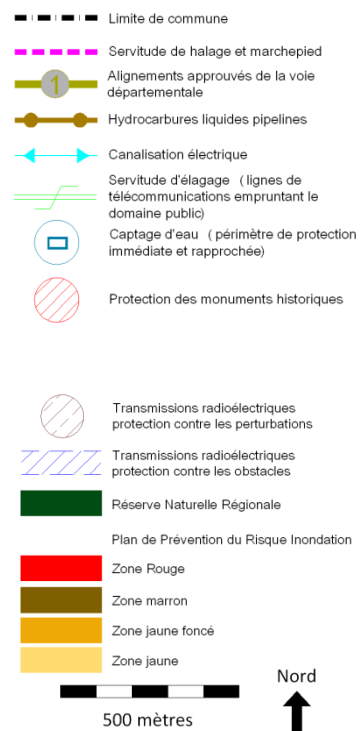 Limite de commune
Servitude de halage et marchepied
1
Alignements approuvés de la voie
départementale
Hydrocarbures liquides pipelines
Canalisation électrique
Servitude d'élagage (lignes de
télécommunications empruntant le
domaine public)
Captage d'eau (périmètre de protection
immédiate et rapprochée)
Protection des monuments historiques
Transmissions radioélectriques
protection contre les perturbations
Transmissions radioélectriques
protection contre les obstacles
Réserve Naturelle Régionale
Plan de Prévention du Risque Inondation
Zone Rouge
Zone marron
Zone jaune foncé
Zone jaune
Nord
500 mètres